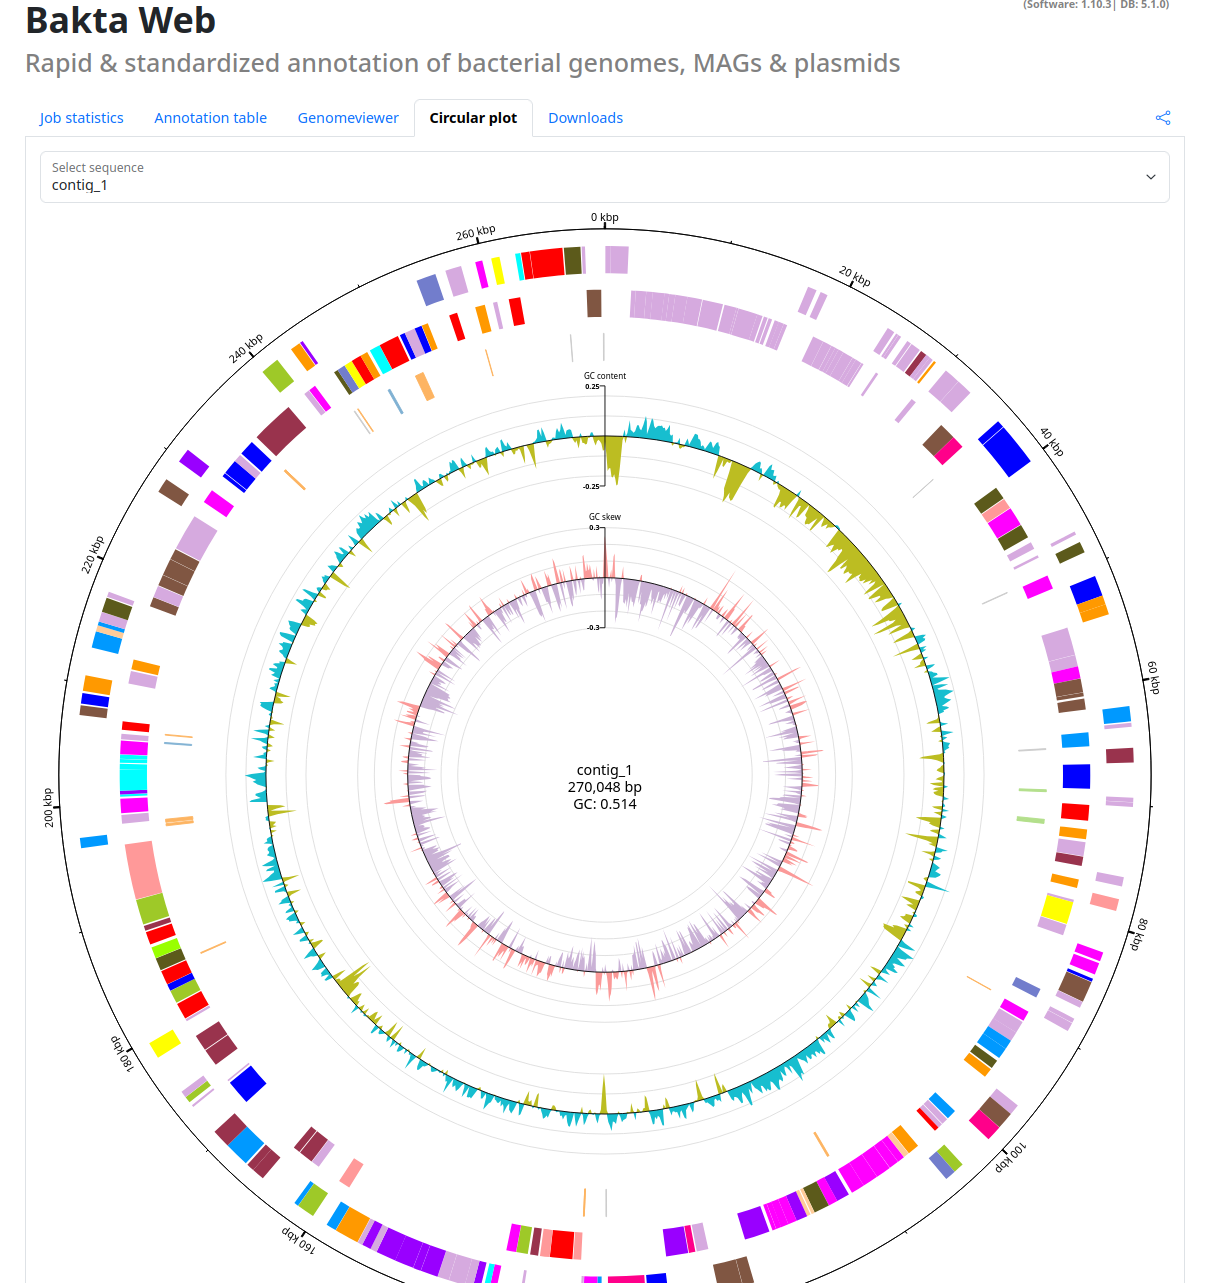 (Software: 1.10.3| DB: 5.1.0)
Bakta Web
Rapid & standardized annotation of bacterial genomes, MAGs & plasmids
Job statistics Annotation table Genomeviewer Circular plot Downloads
Select sequence
contig_1
0 kbp
260 kbp
20 kbp
240 kbp
GC content
0.25
40 kbp
-0.25
GC skew
0.3
220 kbp
-0.3
60 kbp
contig_1
270,048 bp
GC: 0.514
200 kbp
80 kbp
180 kbp
100 kbp
160 kbp